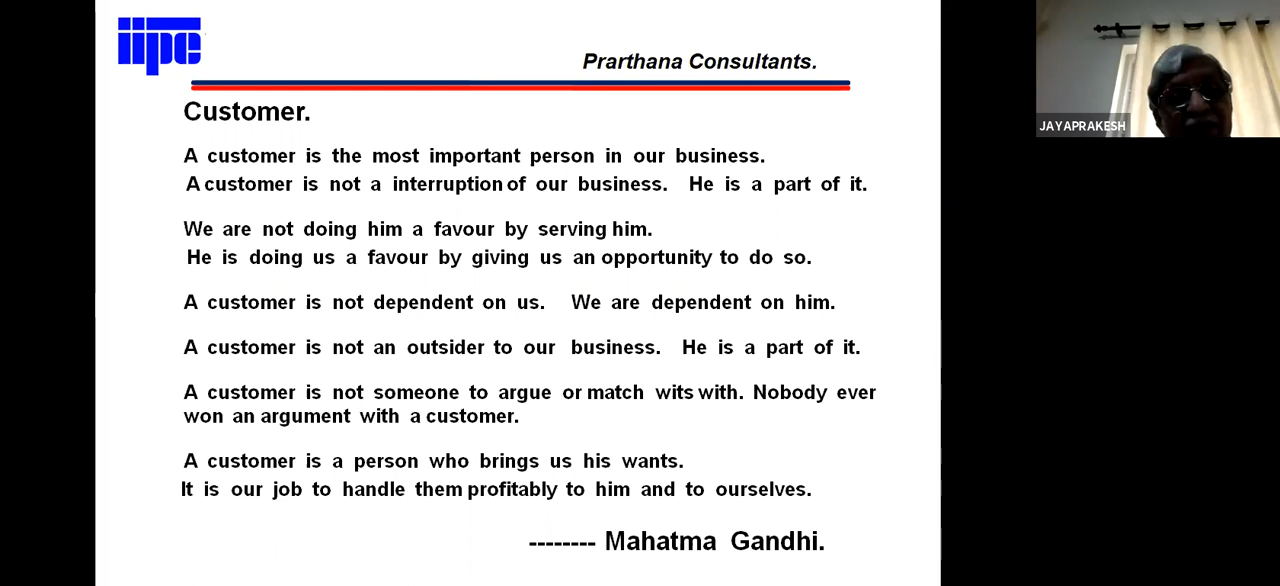 iipe
Prarthana Consultants.
Customer.
A customer is the most important person in our business.
A customer is not a interruption of our business. He is a part of it.
We are not doing him a favour by serving him.
He is doing us a favour by giving us an opportunity to do so.
A customer is not dependent on us. We are dependent on him.
A customer is not an outsider to our business. He is a part of it.
A customer is not someone to argue or match wits with. Nobody ever
won an argument with a customer.
A customer is a person who brings us his wants.
It is our job to handle them profitably to him and to ourselves.
-------- Mahatma Gandhi.
JAYAPRAKESH